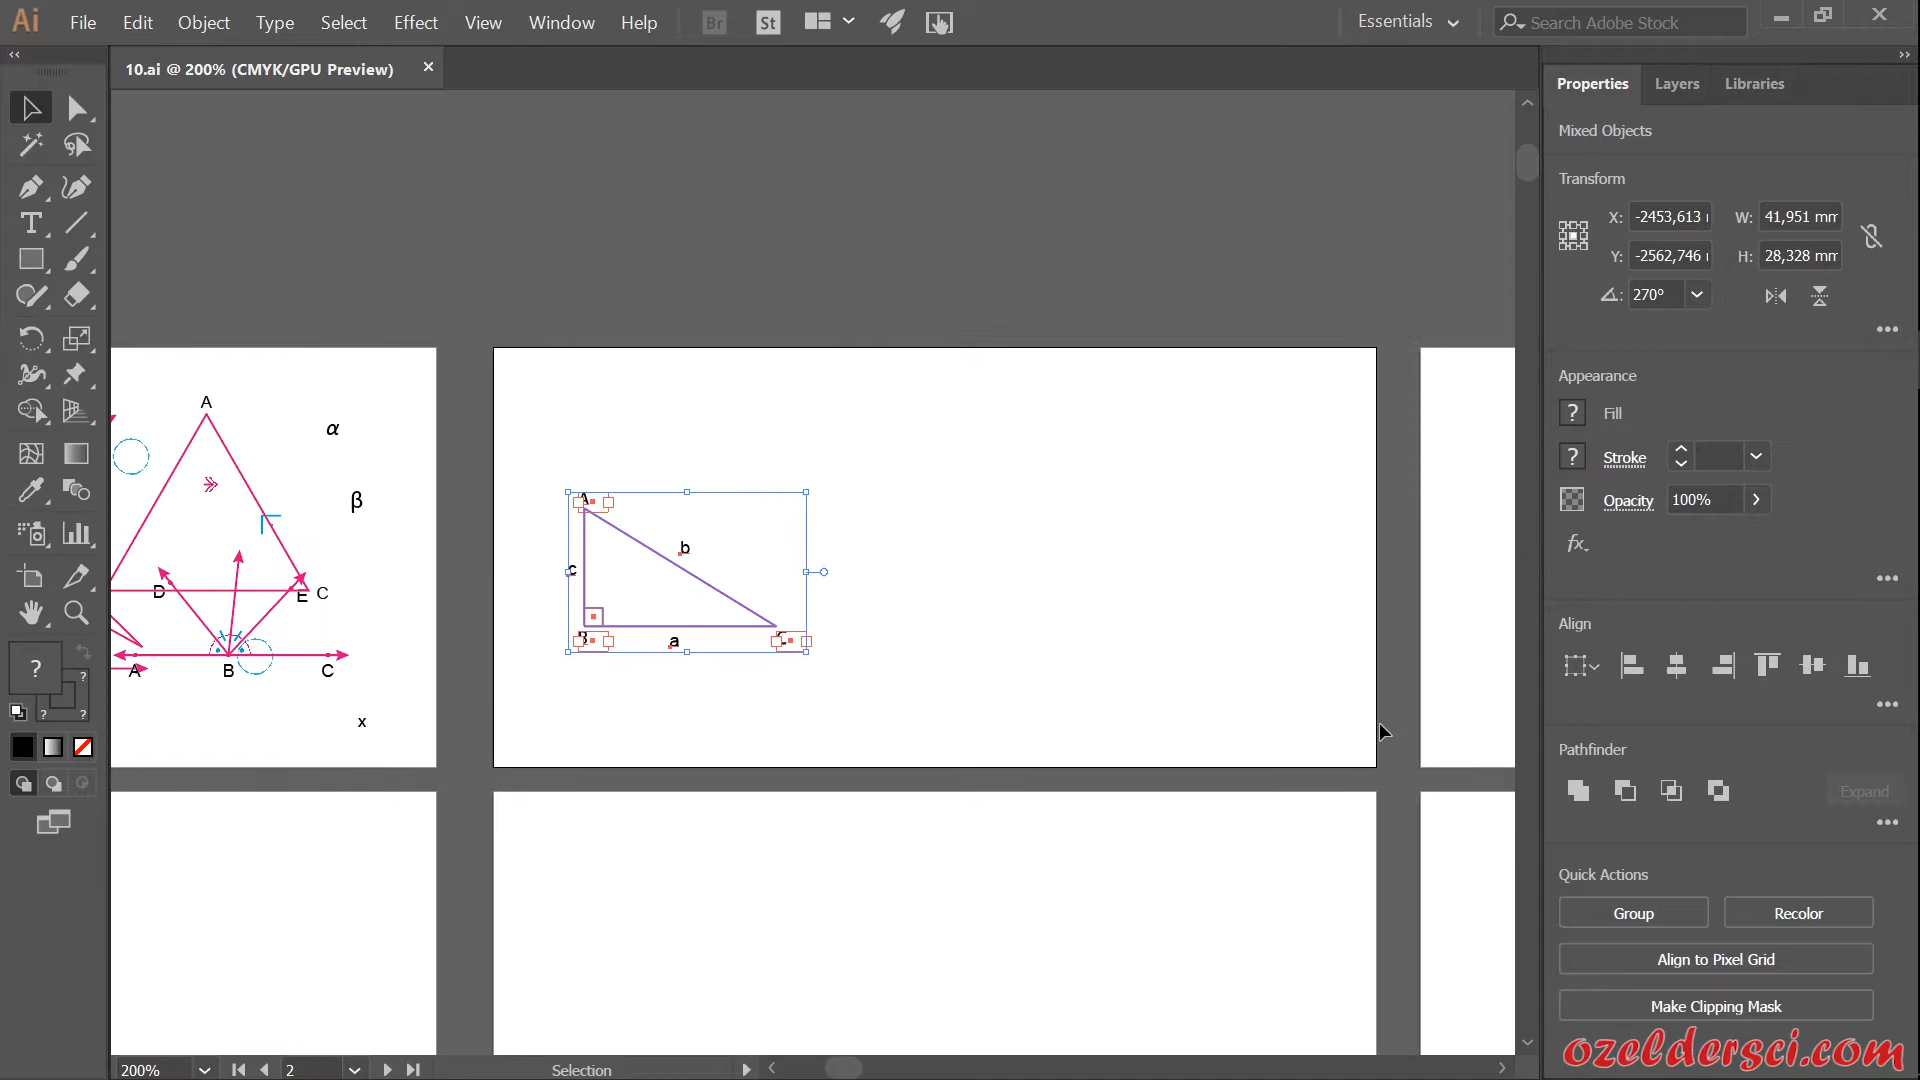 Ai File Edit Object Type Select Effect View Window Help Br St Essentials Search Adobe Stock
10.ai @ 200% (CMYK/GPU Preview) ×
Properties Layers Libraries
Mixed Objects
Transform
X: -2453,613 W: 41,951 mm
Y: -2562,746 H: 28,328 mm
270°
Appearance
? Fill
? Stroke
Opacity 100%
fx
Align
Pathfinder
Expand
Quick Actions
Group Recolor
Align to Pixel Grid
Make Clipping Mask
A
α
β
D
E C
A B C
x
A
b
c
B a C
?
?
? ?
T
200% 2 Selection
ozeldersci.com